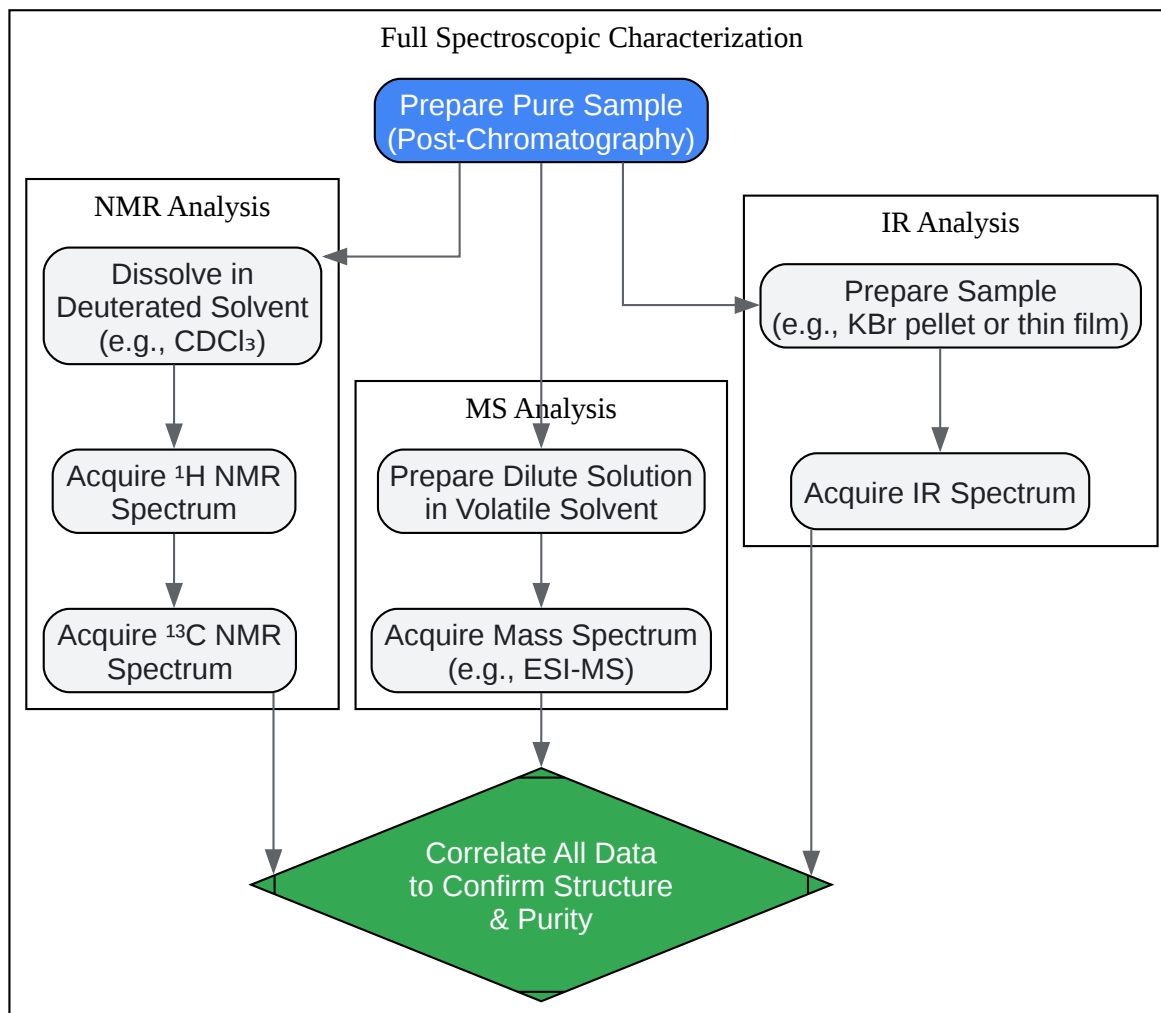 Full Spectroscopic Characterization
Prepare Pure Sample
(Post-Chromatography)
NMR Analysis
Dissolve in
Deuterated Solvent
(e.g., CDCl₃)
Acquire ¹H NMR
Spectrum
Acquire ¹³C NMR
Spectrum
MS Analysis
Prepare Dilute Solution
in Volatile Solvent
Acquire Mass Spectrum
(e.g., ESI-MS)
IR Analysis
Prepare Sample
(e.g., KBr pellet or thin film)
Acquire IR Spectrum
Correlate All Data
to Confirm Structure
& Purity